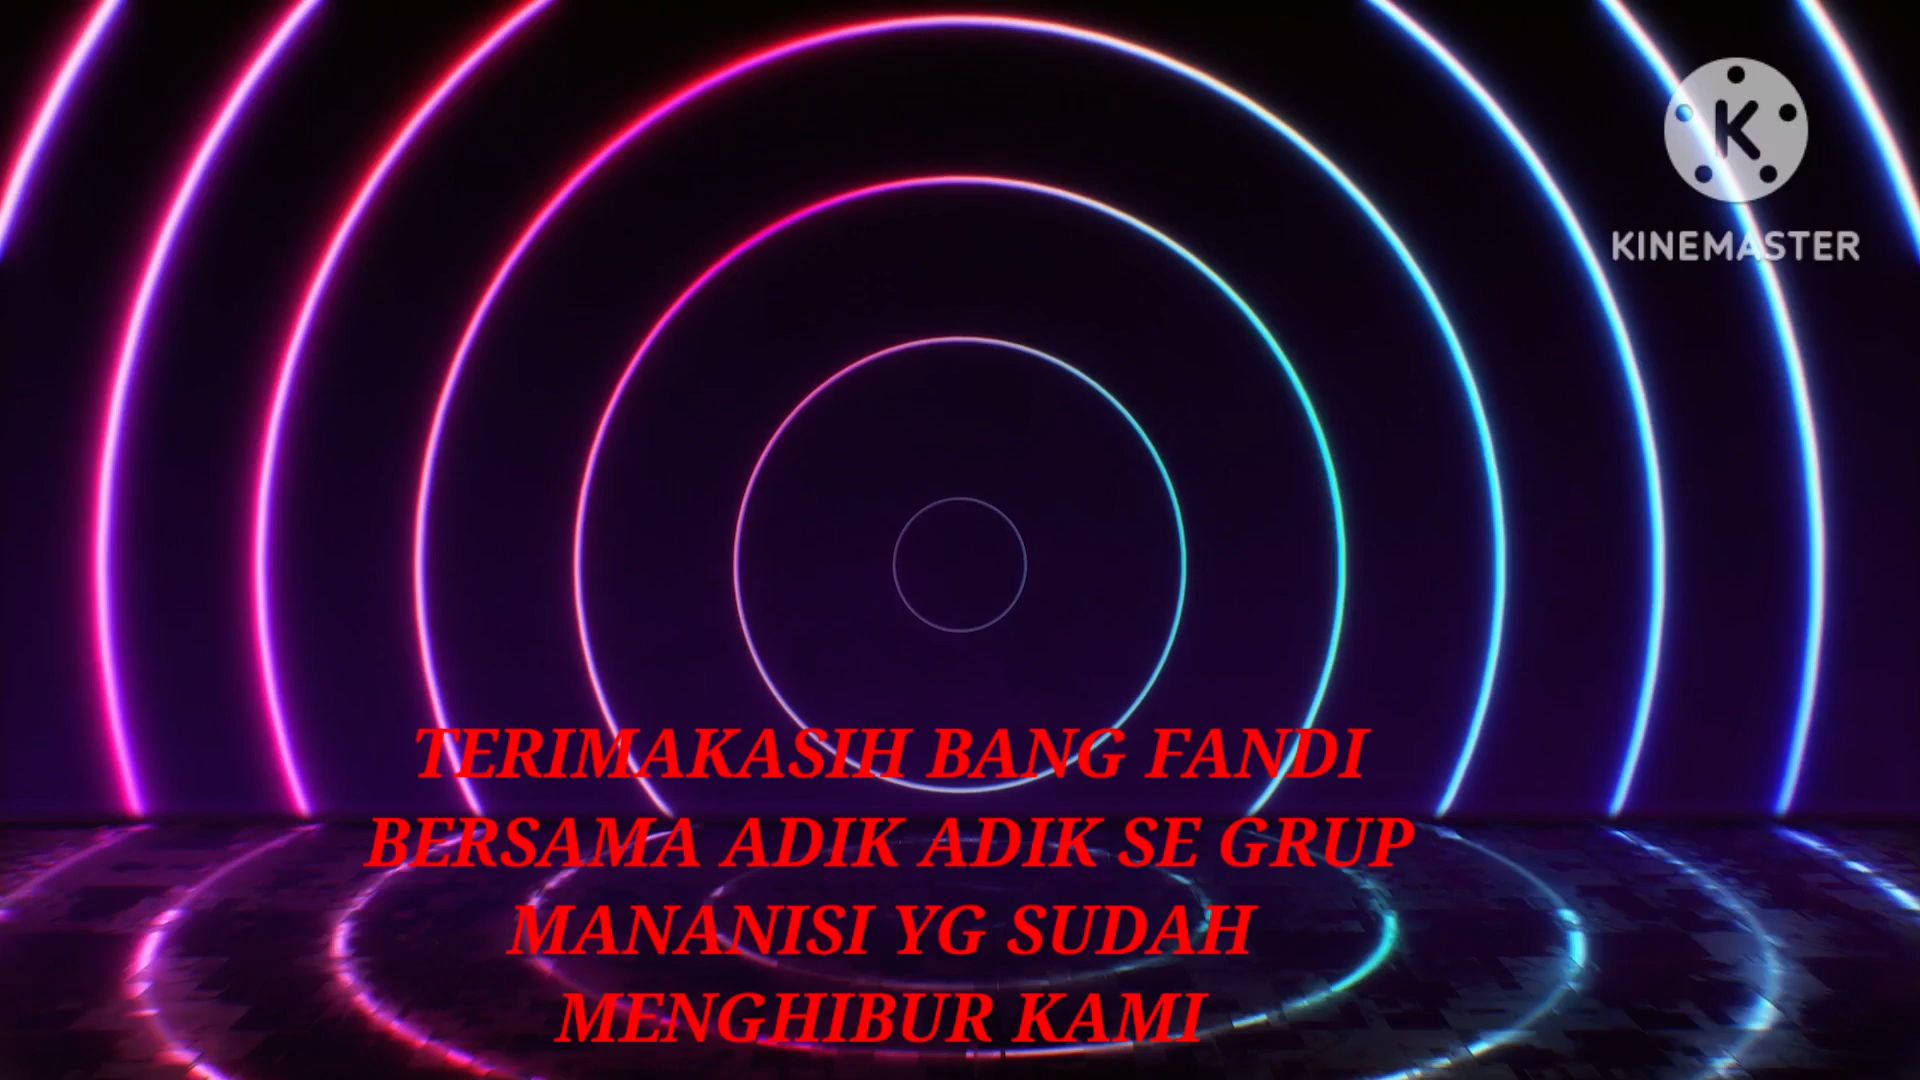 K
KINEMASTER
TERIMAKASIH BANG FANDI
BERSAMA ADIK ADIK SE GRUP
MANANISI YG SUDAH
MENGHIBUR KAMI